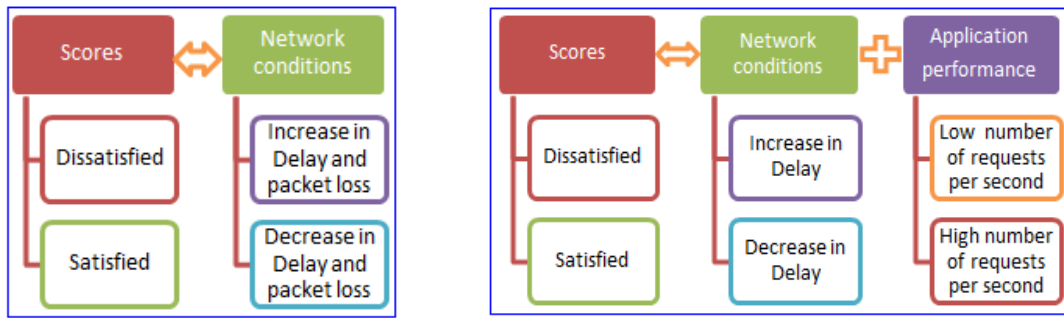 Scores
Network
conditions
Dissatisfied
Increase in
Delay and
packet loss
Satisfied
Decrease in
Delay and
packet loss
Scores
Network
conditions
Application
performance
Dissatisfied
Increase in
Delay
Low number
of requests
per second
Satisfied
Decrease in
Delay
High number
of requests
per second